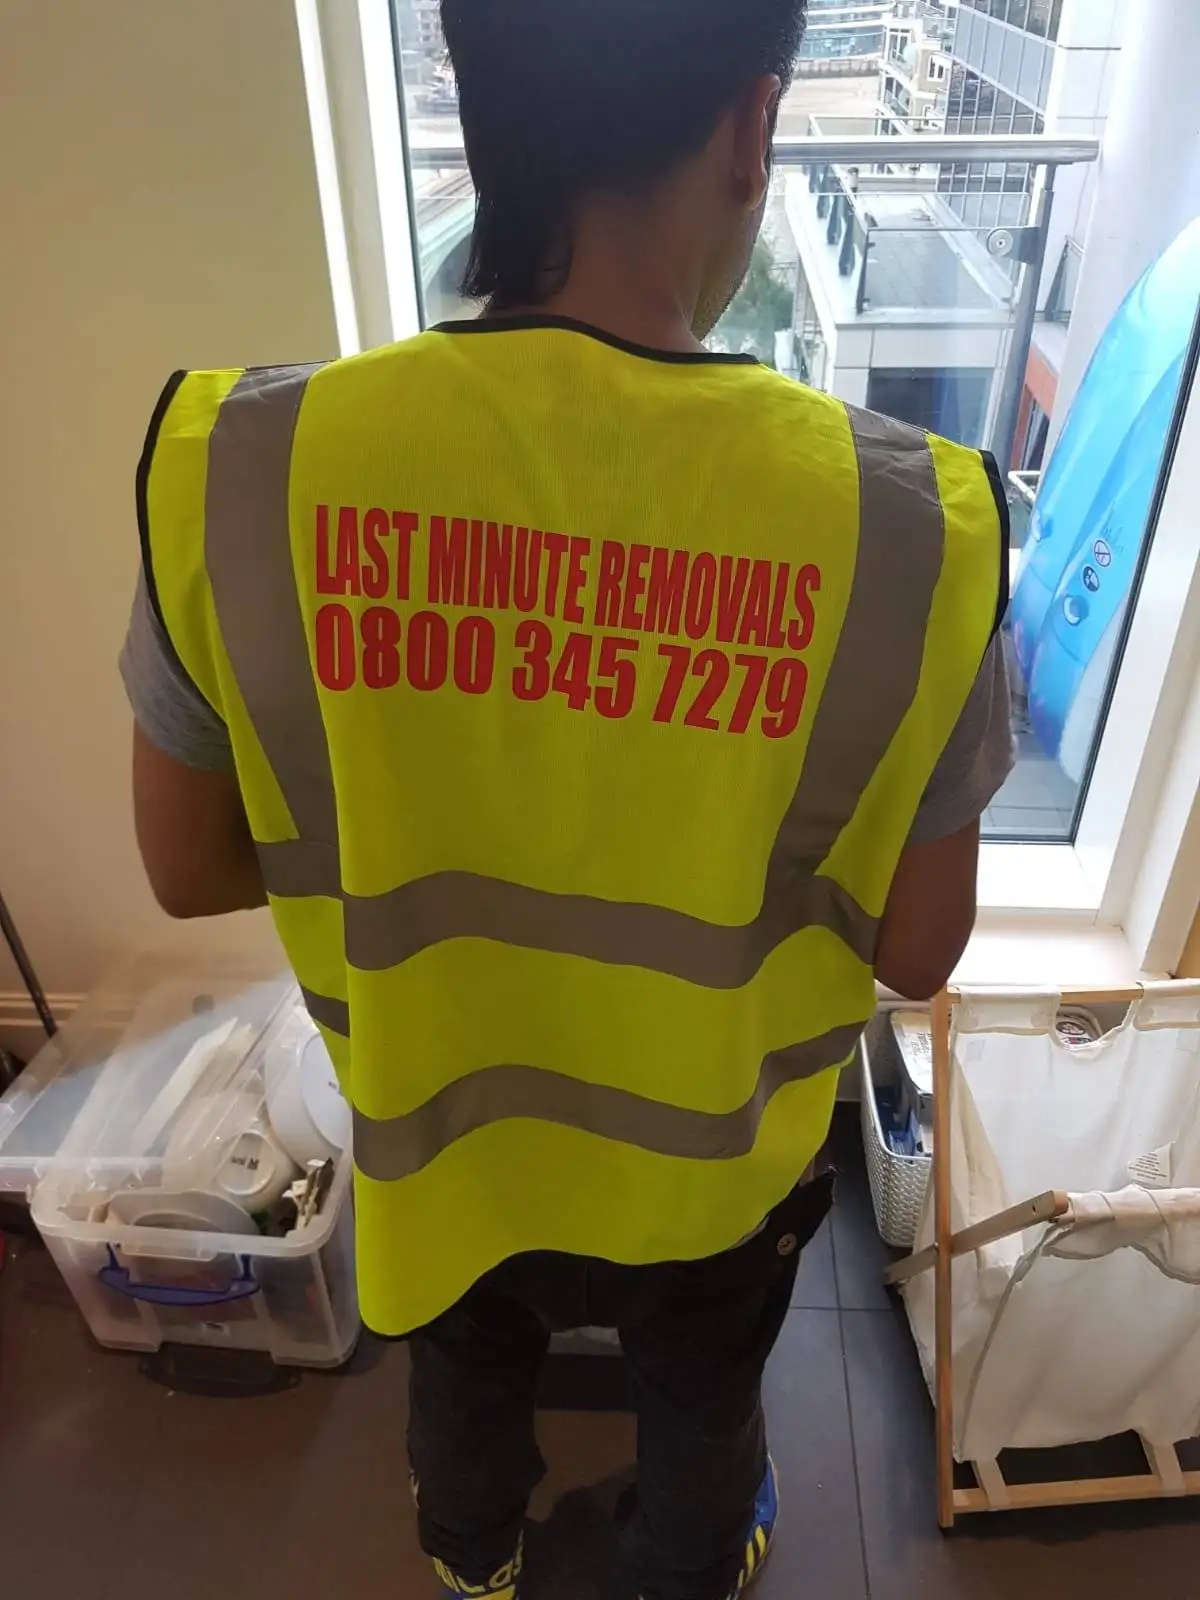 LAST MINUTE REMOVALS
0800 345 7279